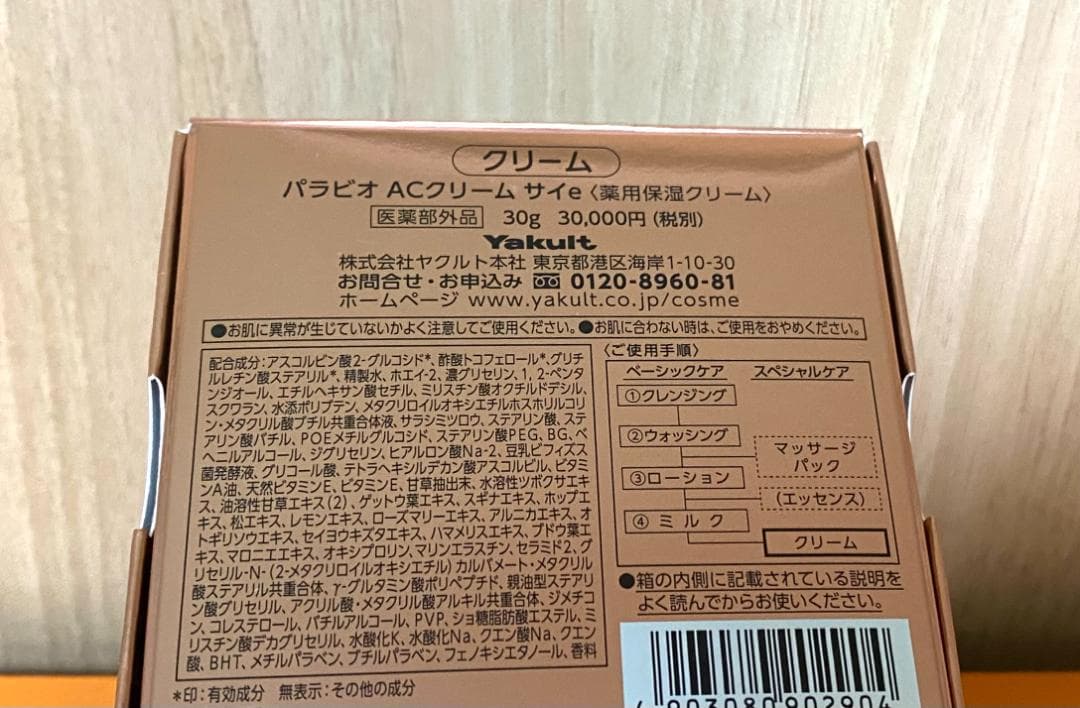 クリーム
パラビオ ACクリーム サイe〈薬用保湿クリーム〉
医薬部外品 30g 30,000円(税別)
Yakult
株式会社ヤクルト本社 東京都港区海岸1-10-30
お問合せ・お申込み 0120-8960-81
ホームページ www.yakult.co.jp/cosme
●お肌に異常が生じていないかよく注意してご使用ください。●お肌に合わない時は、ご使用をおやめください。
配合成分:アスコルビン酸2-グルコシド*、酢酸トコフェロール*、グリチ
ルレチン酸ステアリル*、精製水、ホエイ-2、濃グリセリン、1，2-ペンタ
ンジオール、エチルヘキサン酸セチル、ミリスチン酸オクチルドデシル、
スクワラン、水添ポリブテン、メタクリロイルオキシエチルホスホリルコリ
ン・メタクリル酸ブチル共重合体液、サラシミツロウ、ステアリン酸、ステ
アリン酸バチル、POEメチルグルコシド、ステアリン酸PEG、BG、ベ
ヘニルアルコール、ジグリセリン、ヒアルロン酸Na-2、豆乳ビフィズス
菌発酵液、グリコール酸、テトラヘキシルデカン酸アスコルビル、ビタミ
ンA油、天然ビタミンE、ビタミンE、甘草抽出末、水溶性ツボクサエキ
ス、油溶性甘草エキス(2)、ゲットウ葉エキス、スギナエキス、ホップエ
キス、松エキス、レモンエキス、ローズマリーエキス、アルニカエキス、オ
トギリソウエキス、セイヨウキズタエキス、ハマメリスエキス、ブドウ葉エ
キス、マロニエエキス、オキシプロリン、マリンエラスチン、セラミド2、グ
リセリル-N-(2-メタクリロイルオキシエチル)カルバメート・メタクリル
酸ステアリル共重合体、γ-グルタミン酸ポリペプチド、親油型ステアリ
ン酸グリセリル、アクリル酸・メタクリル酸アルキル共重合体、ジメチコ
ン、コレステロール、バチルアルコール、PVP、ショ糖脂肪酸エステル、ミ
リスチン酸デカグリセリル、水酸化K、水酸化Na、クエン酸Na、クエン
酸、BHT、メチルパラベン、ブチルパラベン、フェノキシエタノール、香料
*印:有効成分 無表示:その他の成分
〈ご使用手順〉
ベーシックケア スペシャルケア
①クレンジング
②ウォッシング
マッサージ
パック
③ローション
(エッセンス)
④ミルク
クリーム
●箱の内側に記載されている説明を
よく読んでからお使いください。
4 903080 902904